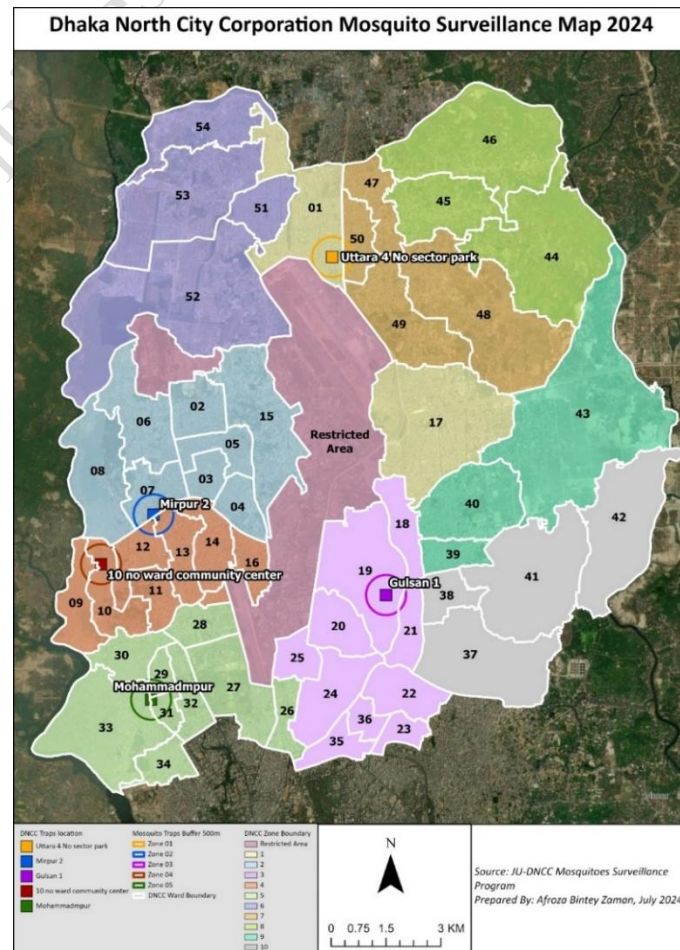 Dhaka North City Corporation Mosquito Surveillance Map 2024
54
46
53
47
51
01
45
50
44
Uttara 4 No sector park
52
49
48
02
15
43
06
17
05
Restricted
Area
08
03
07
04
40
42
Mirpur 2
18
12
14
13
39
16
41
10 no ward community center
19
Gulsan 1
09
10
11
38
20
21
28
37
30
25
29
27
24
22
Mohammadmpur
31
32
26
36
33
23
35
34
DNCC Traps location
Uttara 4 No sector park
Mirpur 2
Gulsan 1
10 no ward community center
Mohammadmpur
Mosquito Traps Buffer 500m
Zone 01
Zone 02
Zone 03
Zone 04
Zone 05
DNCC Ward Boundary
DNCC Zone Boundary
Restricted Area
1
2
3
4
5
6
7
8
9
10
N
0 0.75 1.5 3 KM
Source: JU-DNCC Mosquitoes Surveillance
Program
Prepared By: Afroza Bintey Zaman, July 2024